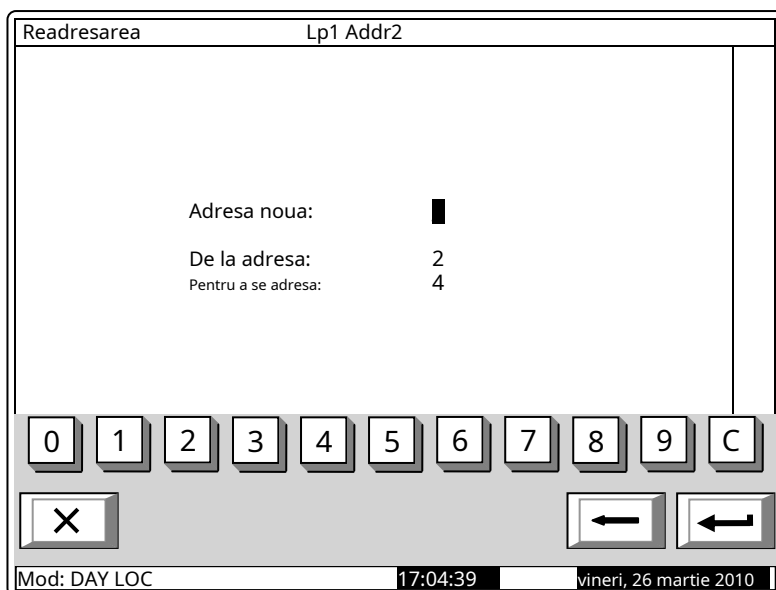 Readresarea Lp1 Addr2
Adresa noua:
De la adresa: 2
Pentru a se adresa: 4
0 1 2 3 4 5 6 7 8 9 C
Mod: DAY LOC 17:04:39 vineri, 26 martie 2010